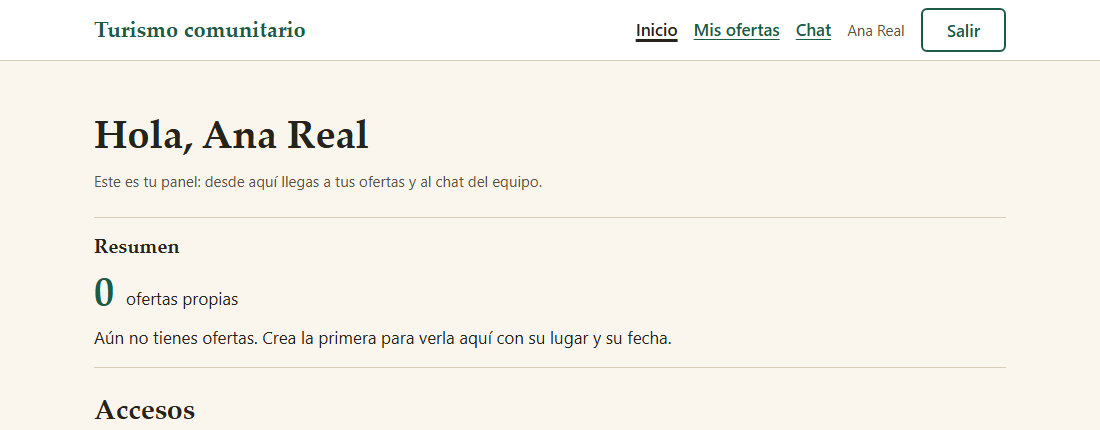 Turismo comunitario
Inicio Mis ofertas Chat Ana Real Salir
Hola, Ana Real
Este es tu panel: desde aquí llegas a tus ofertas y al chat del equipo.
Resumen
0 ofertas propias
Aún no tienes ofertas. Crea la primera para verla aquí con su lugar y su fecha.
Accesos